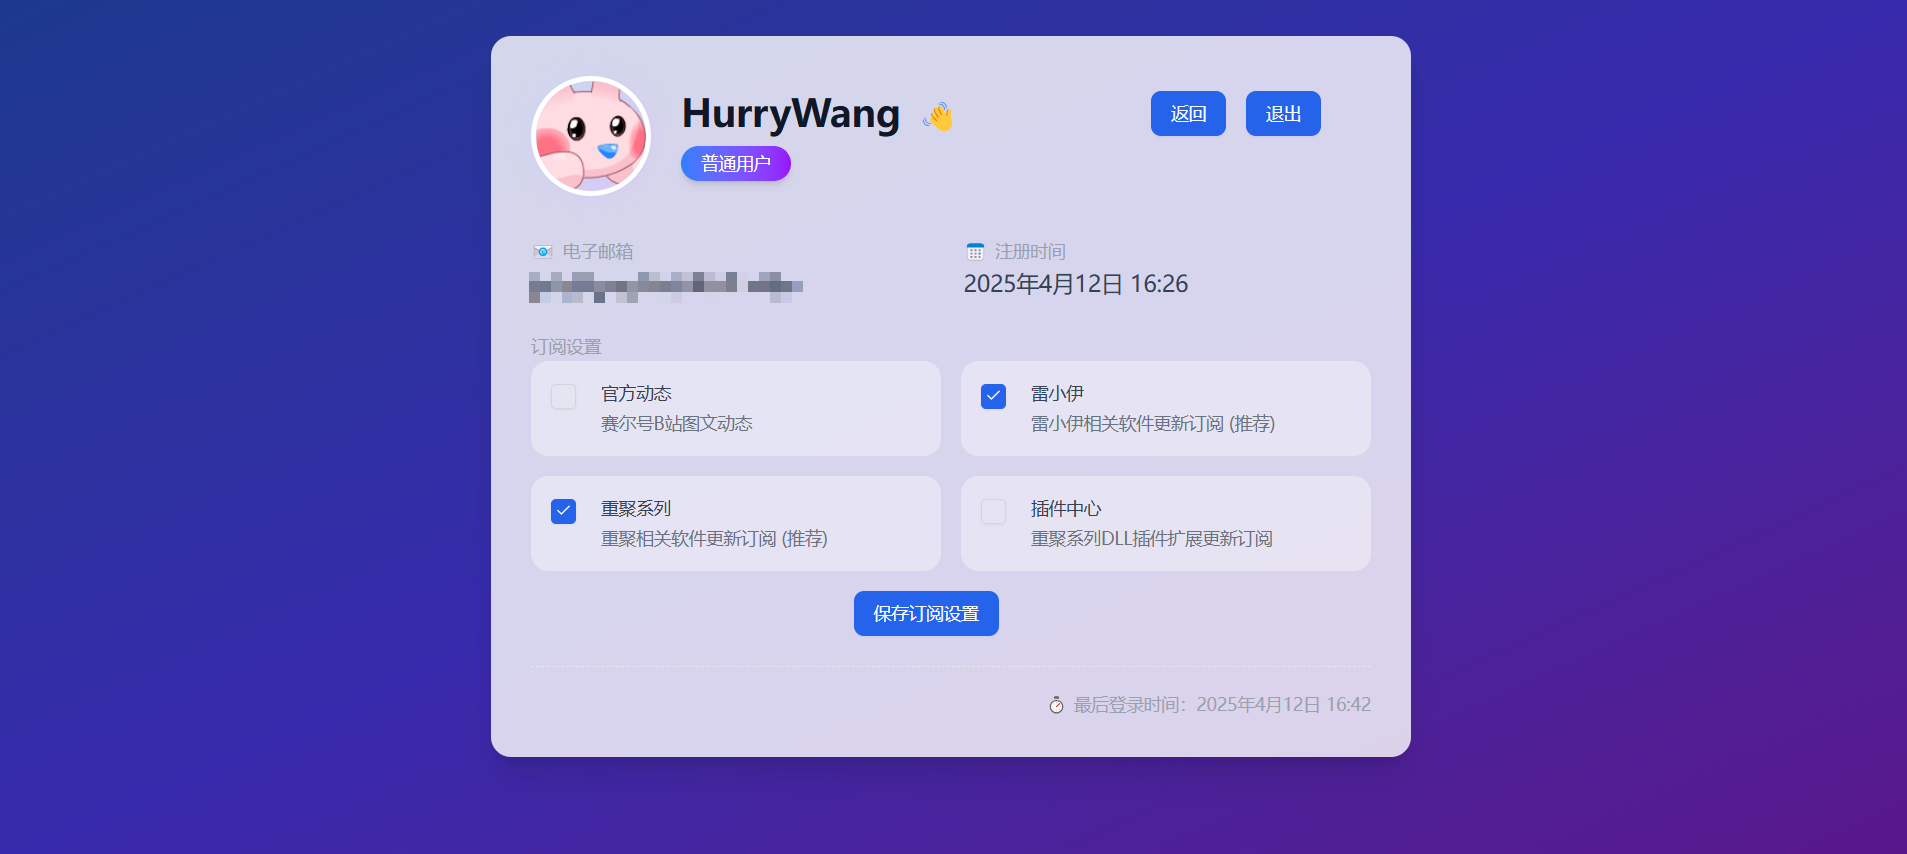 HurryWang 👋
返回
退出
普通用户
📧 电子邮箱
📅 注册时间
2025年4月12日 16:26
订阅设置
官方动态
赛尔号B站图文动态
雷小伊
雷小伊相关软件更新订阅 (推荐)
重聚系列
重聚相关软件更新订阅 (推荐)
插件中心
重聚系列DLL插件扩展更新订阅
保存订阅设置
⏱ 最后登录时间：2025年4月12日 16:42